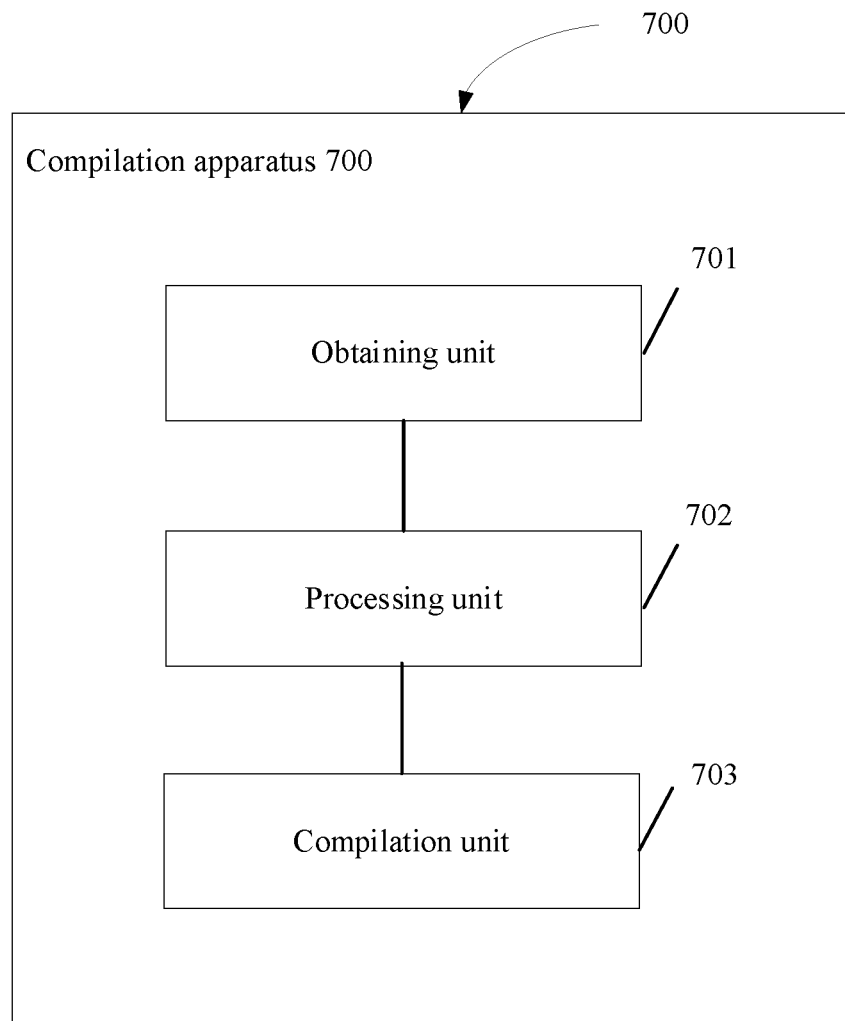 700
Compilation apparatus 700
701
Obtaining unit
702
Processing unit
703
Compilation unit